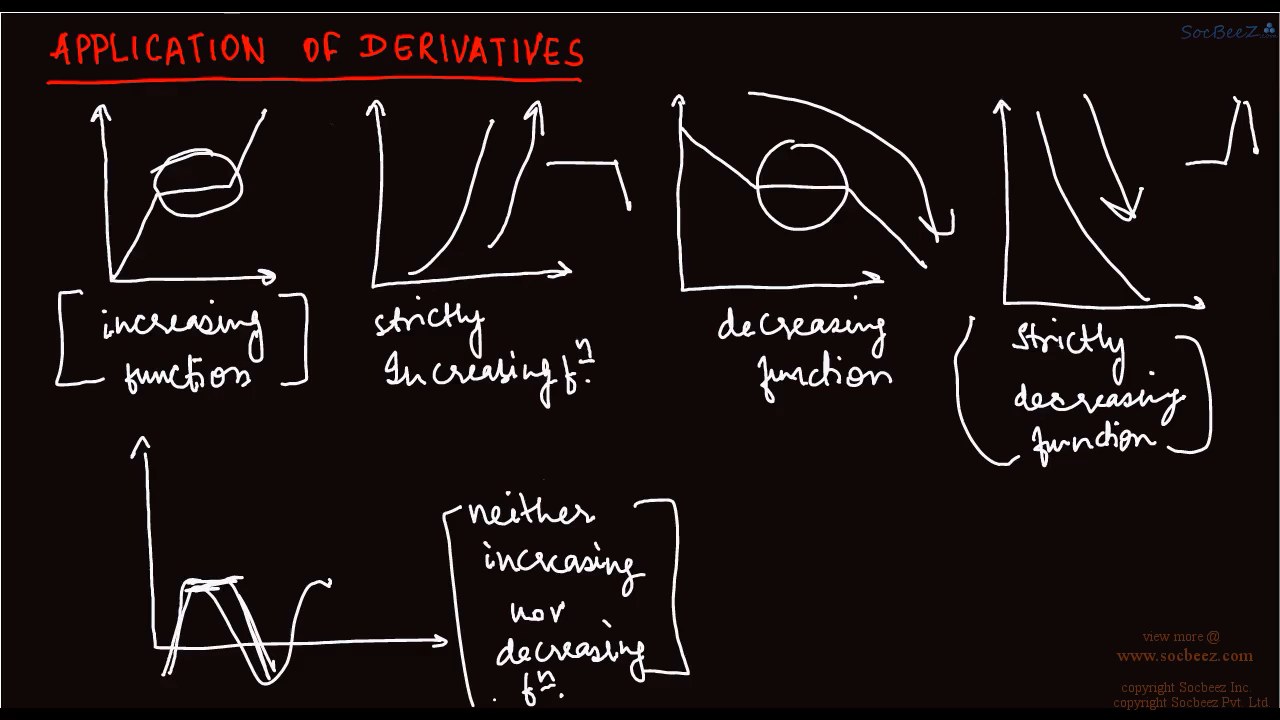 APPLICATION OF DERIVATIVES
SocBeeZ.com
increasing
function
strictly
Increasing fn.
decreasing
function
Strictly
decreasing
function
neither
increasing
nor
decreasing
fn.
view more @
www.socbeez.com
copyright Socbeez Inc.
copyright Socbeez Pvt. Ltd.